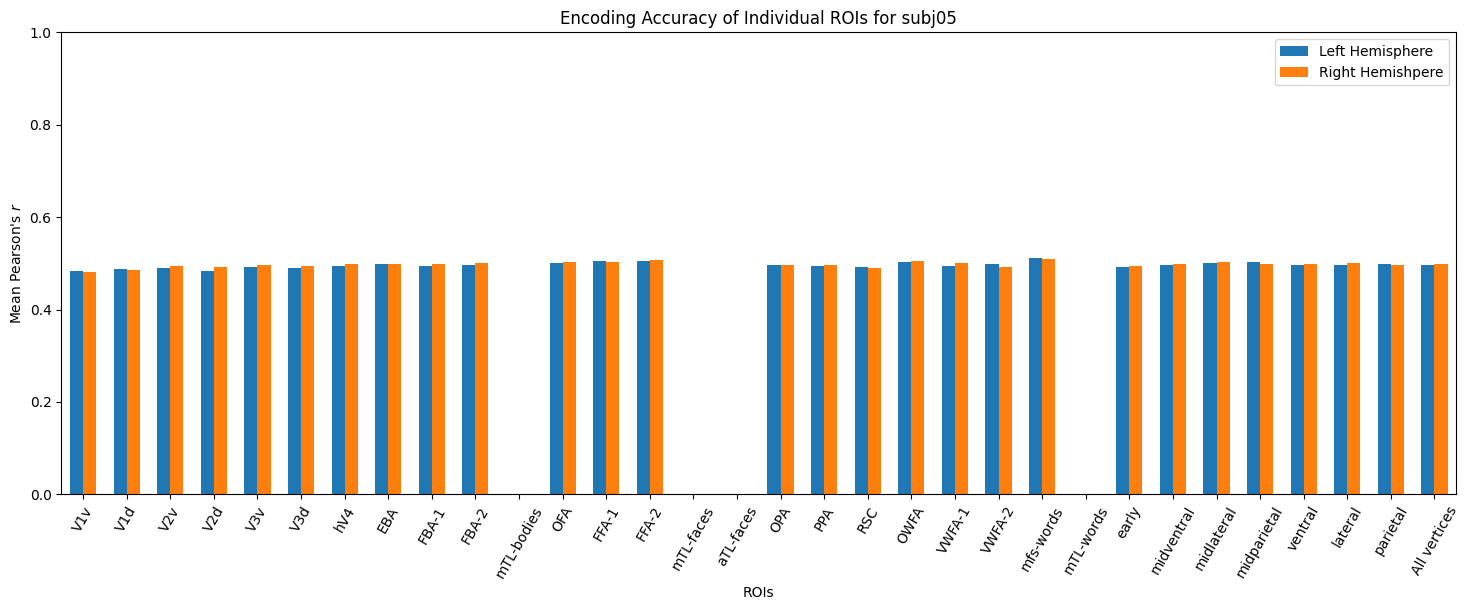 Encoding Accuracy of Individual ROIs for subj05
Left Hemisphere
Right Hemishpere
Mean Pearson's r
1.0
0.8
0.6
0.4
0.2
0.0
V1v
V1d
V2v
V2d
V3v
V3d
hV4
EBA
FBA-1
FBA-2
mTL-bodies
OFA
FFA-1
FFA-2
mTL-faces
aTL-faces
OPA
PPA
RSC
OWFA
VWFA-1
VWFA-2
mfs-words
mTL-words
early
midventral
midlateral
midparietal
ventral
lateral
parietal
All vertices
ROIs